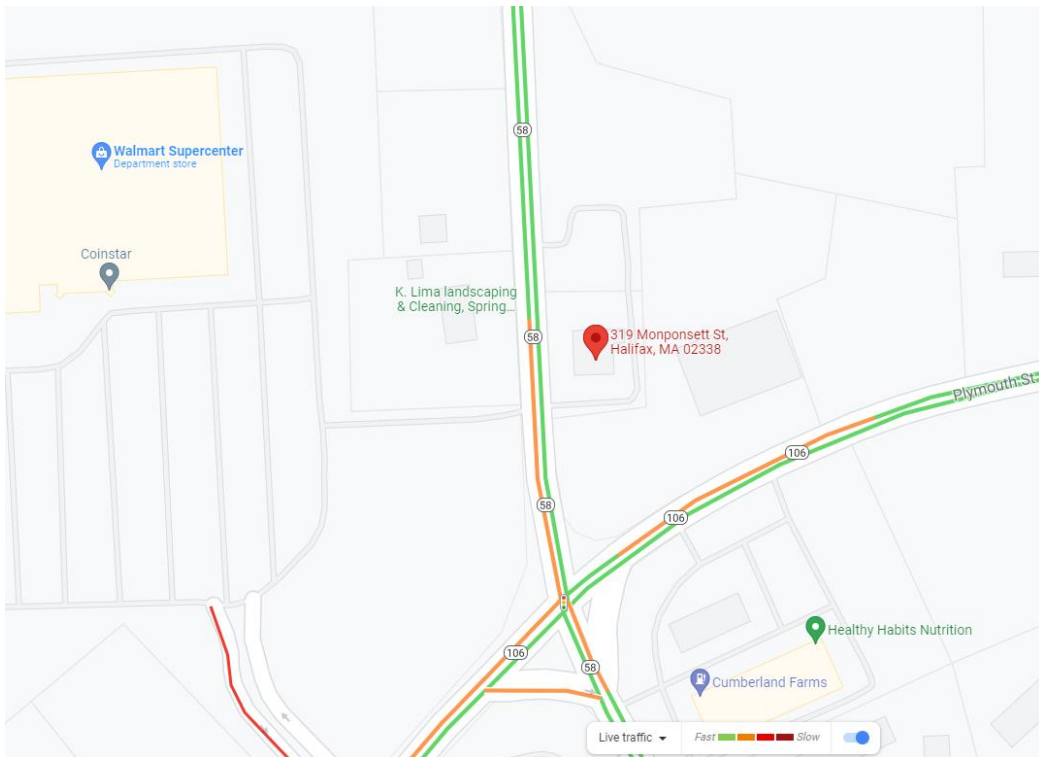 58
Walmart Supercenter
Department store
Coinstar
K. Lima landscaping
& Cleaning, Spring...
58
319 Monponsett St,
Halifax, MA 02338
Plymouth St
106
58
106
106
58
Healthy Habits Nutrition
Cumberland Farms
Live traffic
Fast
Slow